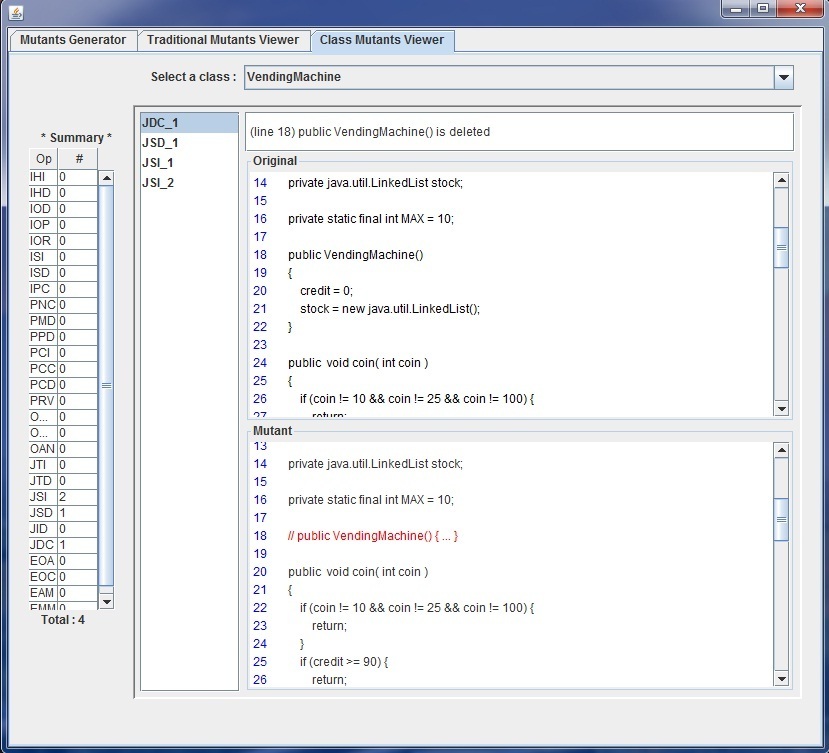 Mutants Generator Traditional Mutants Viewer Class Mutants Viewer
Select a class : VendingMachine
* Summary *
Op #
IHI 0
IHD 0
IOD 0
IOP 0
IOR 0
ISI 0
ISD 0
IPC 0
PNC 0
PMD 0
PPD 0
PCI 0
PCC 0
PCD 0
PRV 0
O... 0
O... 0
OAN 0
JTI 0
JTD 0
JSI 2
JSD 1
JID 0
JDC 1
EOA 0
EOC 0
EAM 0
EMM 0
Total : 4
JDC_1
JSD_1
JSI_1
JSI_2
(line 18) public VendingMachine() is deleted
Original
14 private java.util.LinkedList stock;
15
16 private static final int MAX = 10;
17
18 public VendingMachine()
19 {
20 credit = 0;
21 stock = new java.util.LinkedList();
22 }
23
24 public void coin( int coin )
25 {
26 if (coin != 10 && coin != 25 && coin != 100) {
27 return;
Mutant
13
14 private java.util.LinkedList stock;
15
16 private static final int MAX = 10;
17
18 // public VendingMachine() { ... }
19
20 public void coin( int coin )
21 {
22 if (coin != 10 && coin != 25 && coin != 100) {
23 return;
24 }
25 if (credit >= 90) {
26 return;